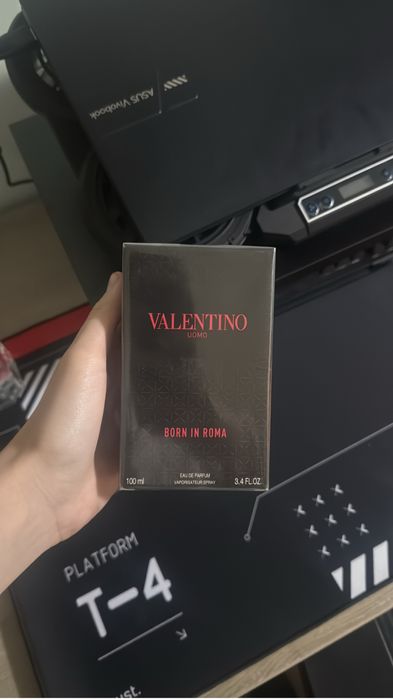 ASUS Vivobook
VALENTINO
UOMO
BORN IN ROMA
EAU DE PARFUM
100 ml
VAPORISATEUR SPRAY
3.4 FL.OZ.
PLATFORM
T-4
ust.